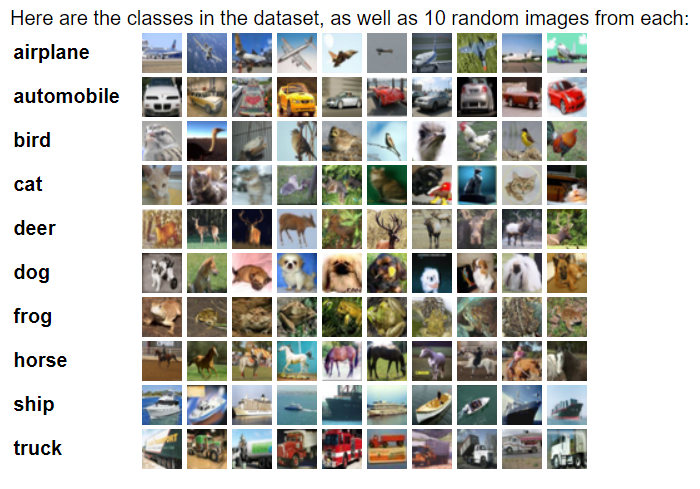 Here are the classes in the dataset, as well as 10 random images from each:
airplane
automobile
bird
cat
deer
dog
frog
horse
ship
truck